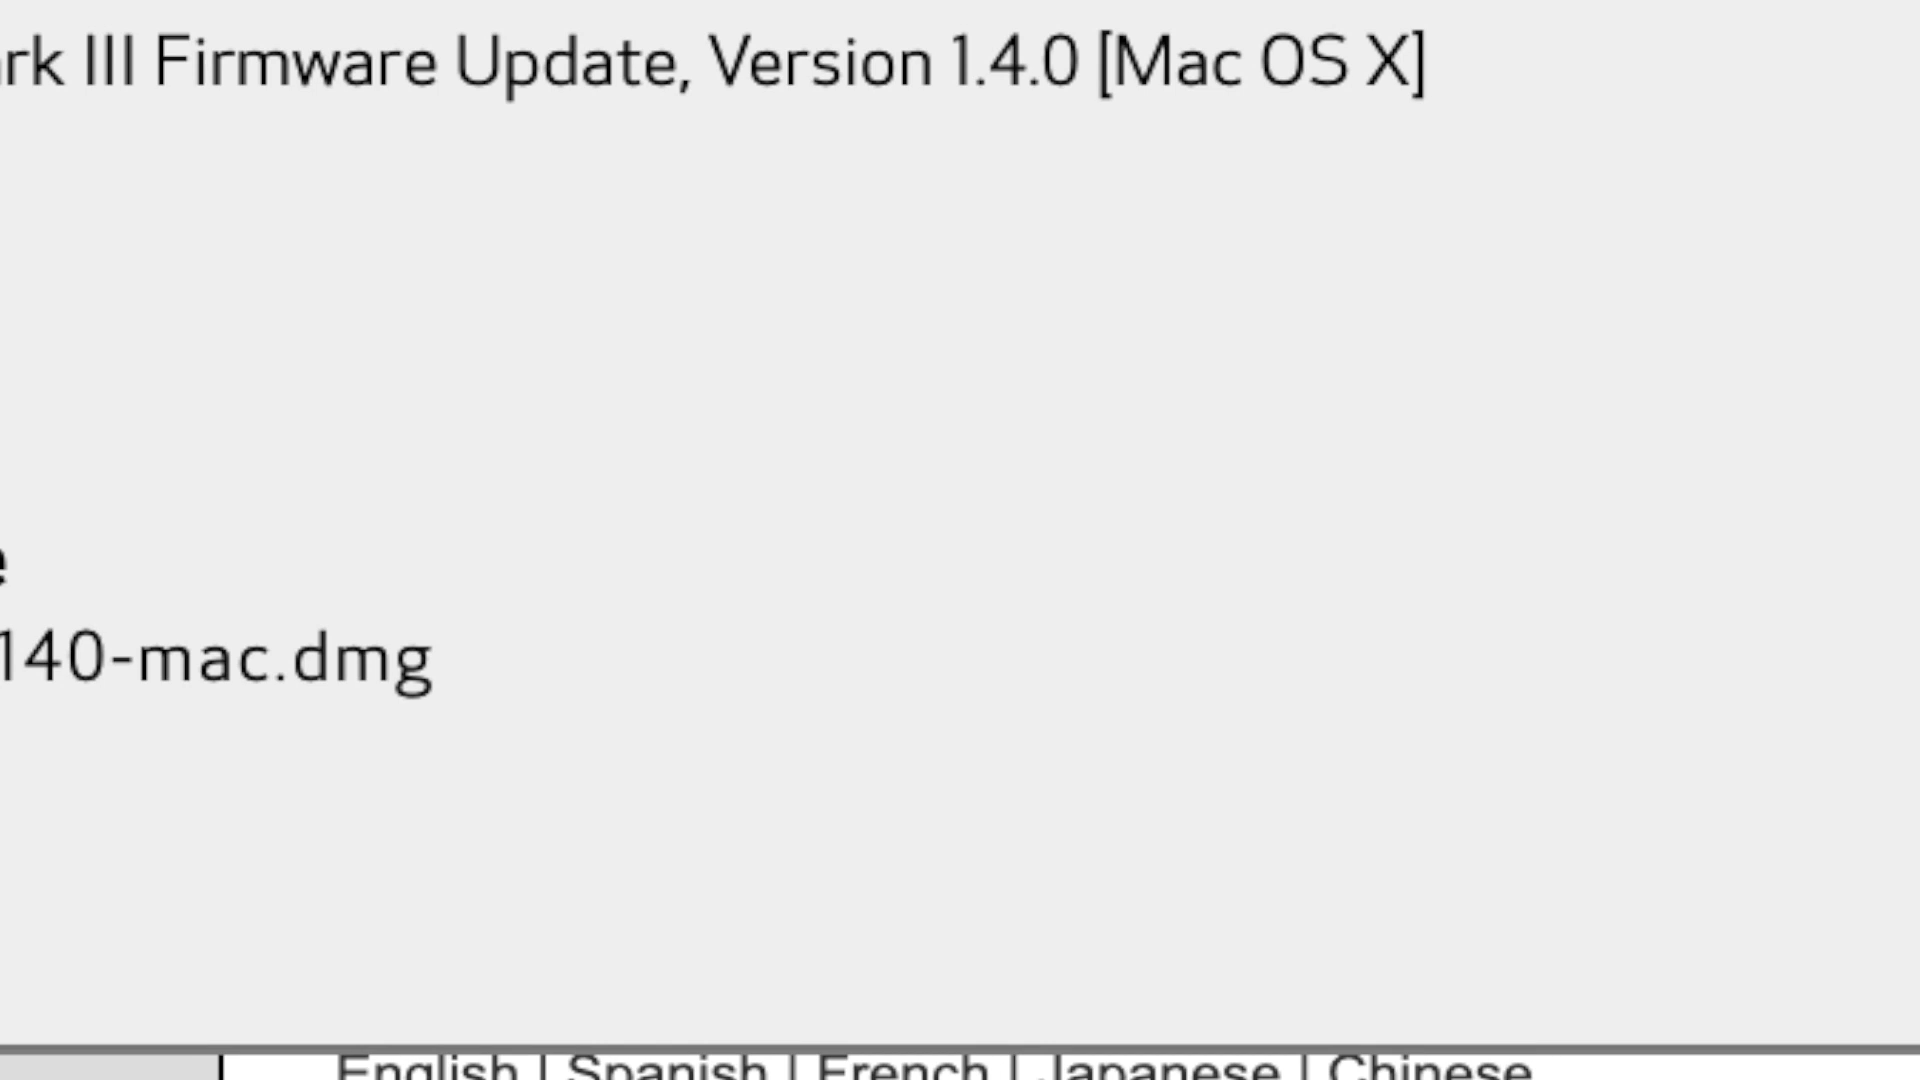 rk III Firmware Update, Version 1.4.0 [Mac OS X]
e
140-mac.dmg
English | Spanish | French | Japanese | Chinese